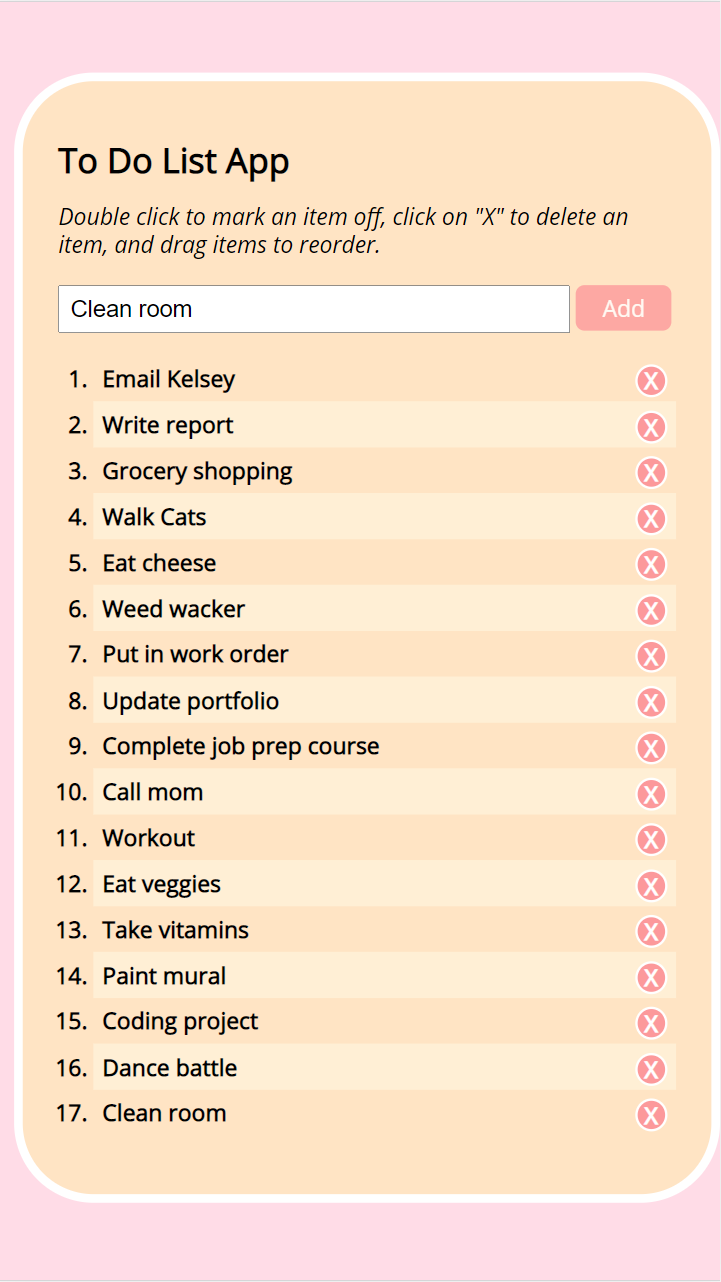 To Do List App
Double click to mark an item off, click on "X" to delete an
item, and drag items to reorder.
Clean room Add
1. Email Kelsey X
2. Write report X
3. Grocery shopping X
4. Walk Cats X
5. Eat cheese X
6. Weed wacker X
7. Put in work order X
8. Update portfolio X
9. Complete job prep course X
10. Call mom X
11. Workout X
12. Eat veggies X
13. Take vitamins X
14. Paint mural X
15. Coding project X
16. Dance battle X
17. Clean room X